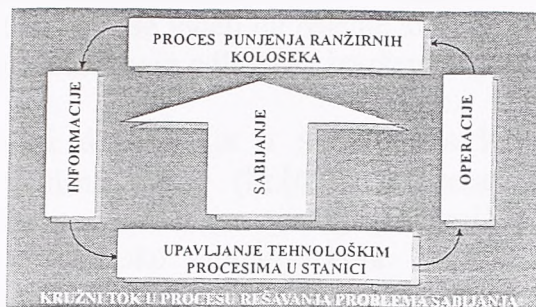 PROCES PUNJENJA RANŽIRNIH
KOLOSEKA
INFORMACIJE
SABIJANJE
OPERACIJE
UPAVLJANJE TEHNOLOŠKIM
PROCESIMA U STANICI
KRUŽNI TOK U PROCESU REŠAVANJA PROBLEMA SABIJANJA